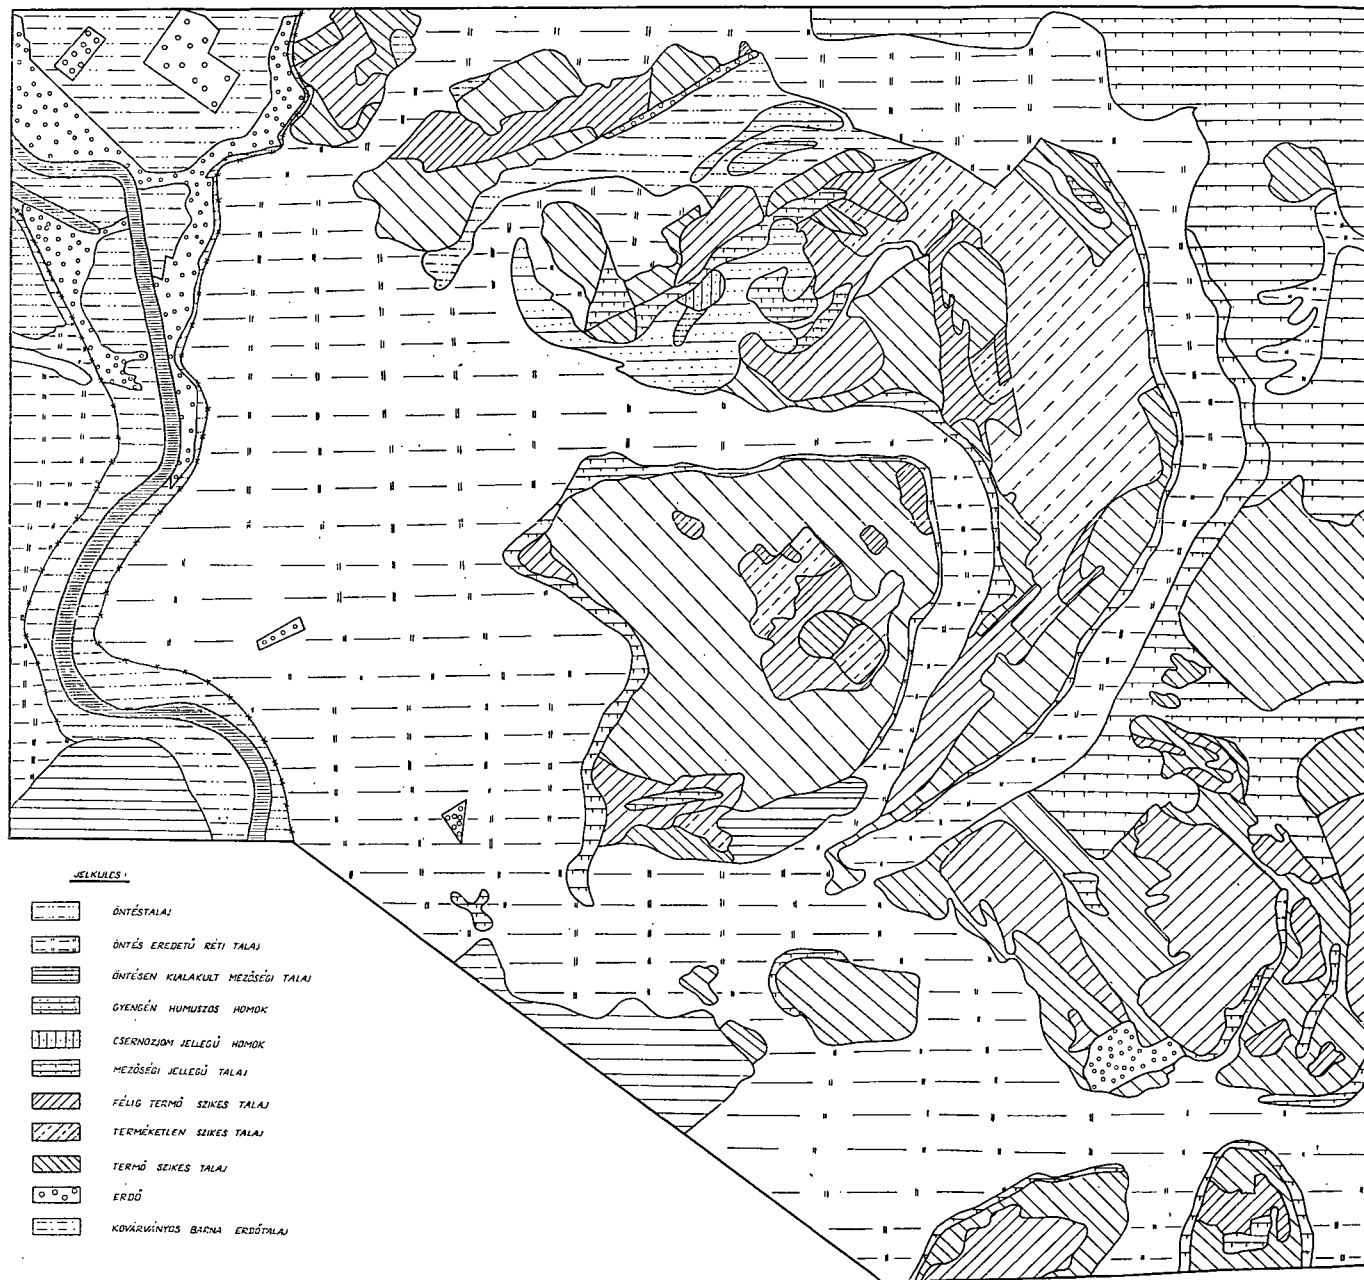 JELKULCS:
ÖNTÉSTALAJ
ÖNTÉS EREDETŰ RÉTI TALAJ
ÖNTÉSEN KIALAKULT MEZŐSÉGI TALAJ
GYENGÉN HUMUSZOS HOMOK
CSERNOZJOM JELLEGŰ HOMOK
MEZŐSÉGI JELLEGŰ TALAJ
FÉLIG TERMŐ SZIKES TALAJ
TERMÉKETLEN SZIKES TALAJ
TERMŐ SZIKES TALAJ
ERDŐ
KOVÁRVÁNYOS BARNA ERDŐTALAJ